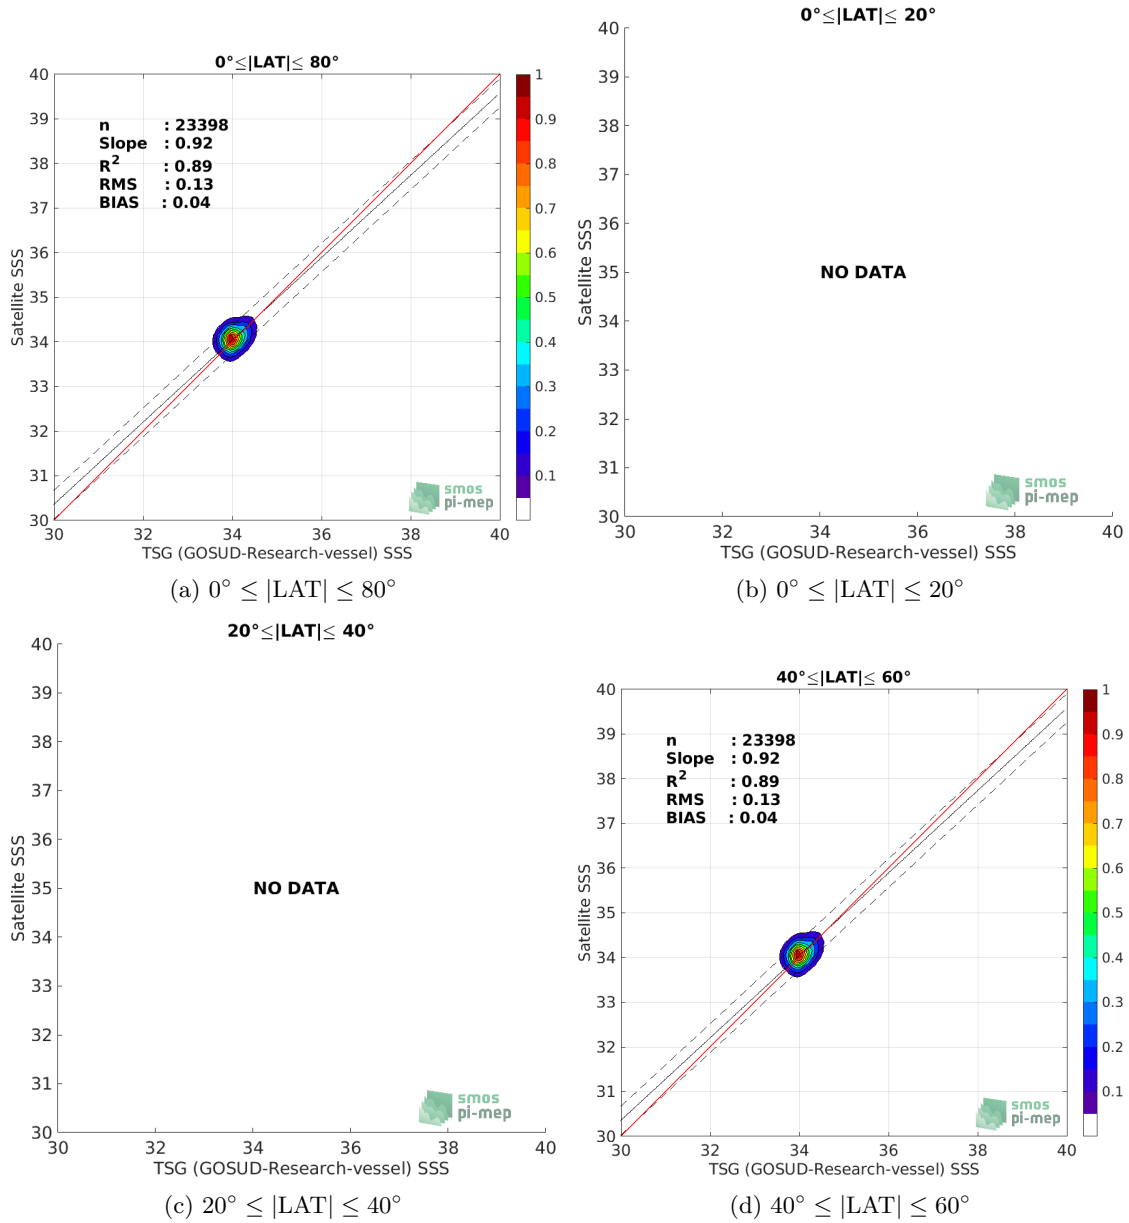 0°≤|LAT|≤ 80°
40
39
38
37
36
35
34
33
32
31
30
30
32
34
36
38
40
Satellite SSS
TSG (GOSUD-Research-vessel) SSS
n : 23398
Slope : 0.92
R2 : 0.89
RMS : 0.13
BIAS : 0.04
1
0.9
0.8
0.7
0.6
0.5
0.4
0.3
0.2
0.1
smos
pi-mep
(a) 0° ≤ |LAT| ≤ 80°
0°≤|LAT|≤ 20°
40
39
38
37
36
35
34
33
32
31
30
30
32
34
36
38
40
Satellite SSS
TSG (GOSUD-Research-vessel) SSS
NO DATA
smos
pi-mep
(b) 0° ≤ |LAT| ≤ 20°
20°≤|LAT|≤ 40°
40
39
38
37
36
35
34
33
32
31
30
30
32
34
36
38
40
Satellite SSS
TSG (GOSUD-Research-vessel) SSS
NO DATA
smos
pi-mep
(c) 20° ≤ |LAT| ≤ 40°
40°≤|LAT|≤ 60°
40
39
38
37
36
35
34
33
32
31
30
30
32
34
36
38
40
Satellite SSS
TSG (GOSUD-Research-vessel) SSS
n : 23398
Slope : 0.92
R2 : 0.89
RMS : 0.13
BIAS : 0.04
1
0.9
0.8
0.7
0.6
0.5
0.4
0.3
0.2
0.1
smos
pi-mep
(d) 40° ≤ |LAT| ≤ 60°